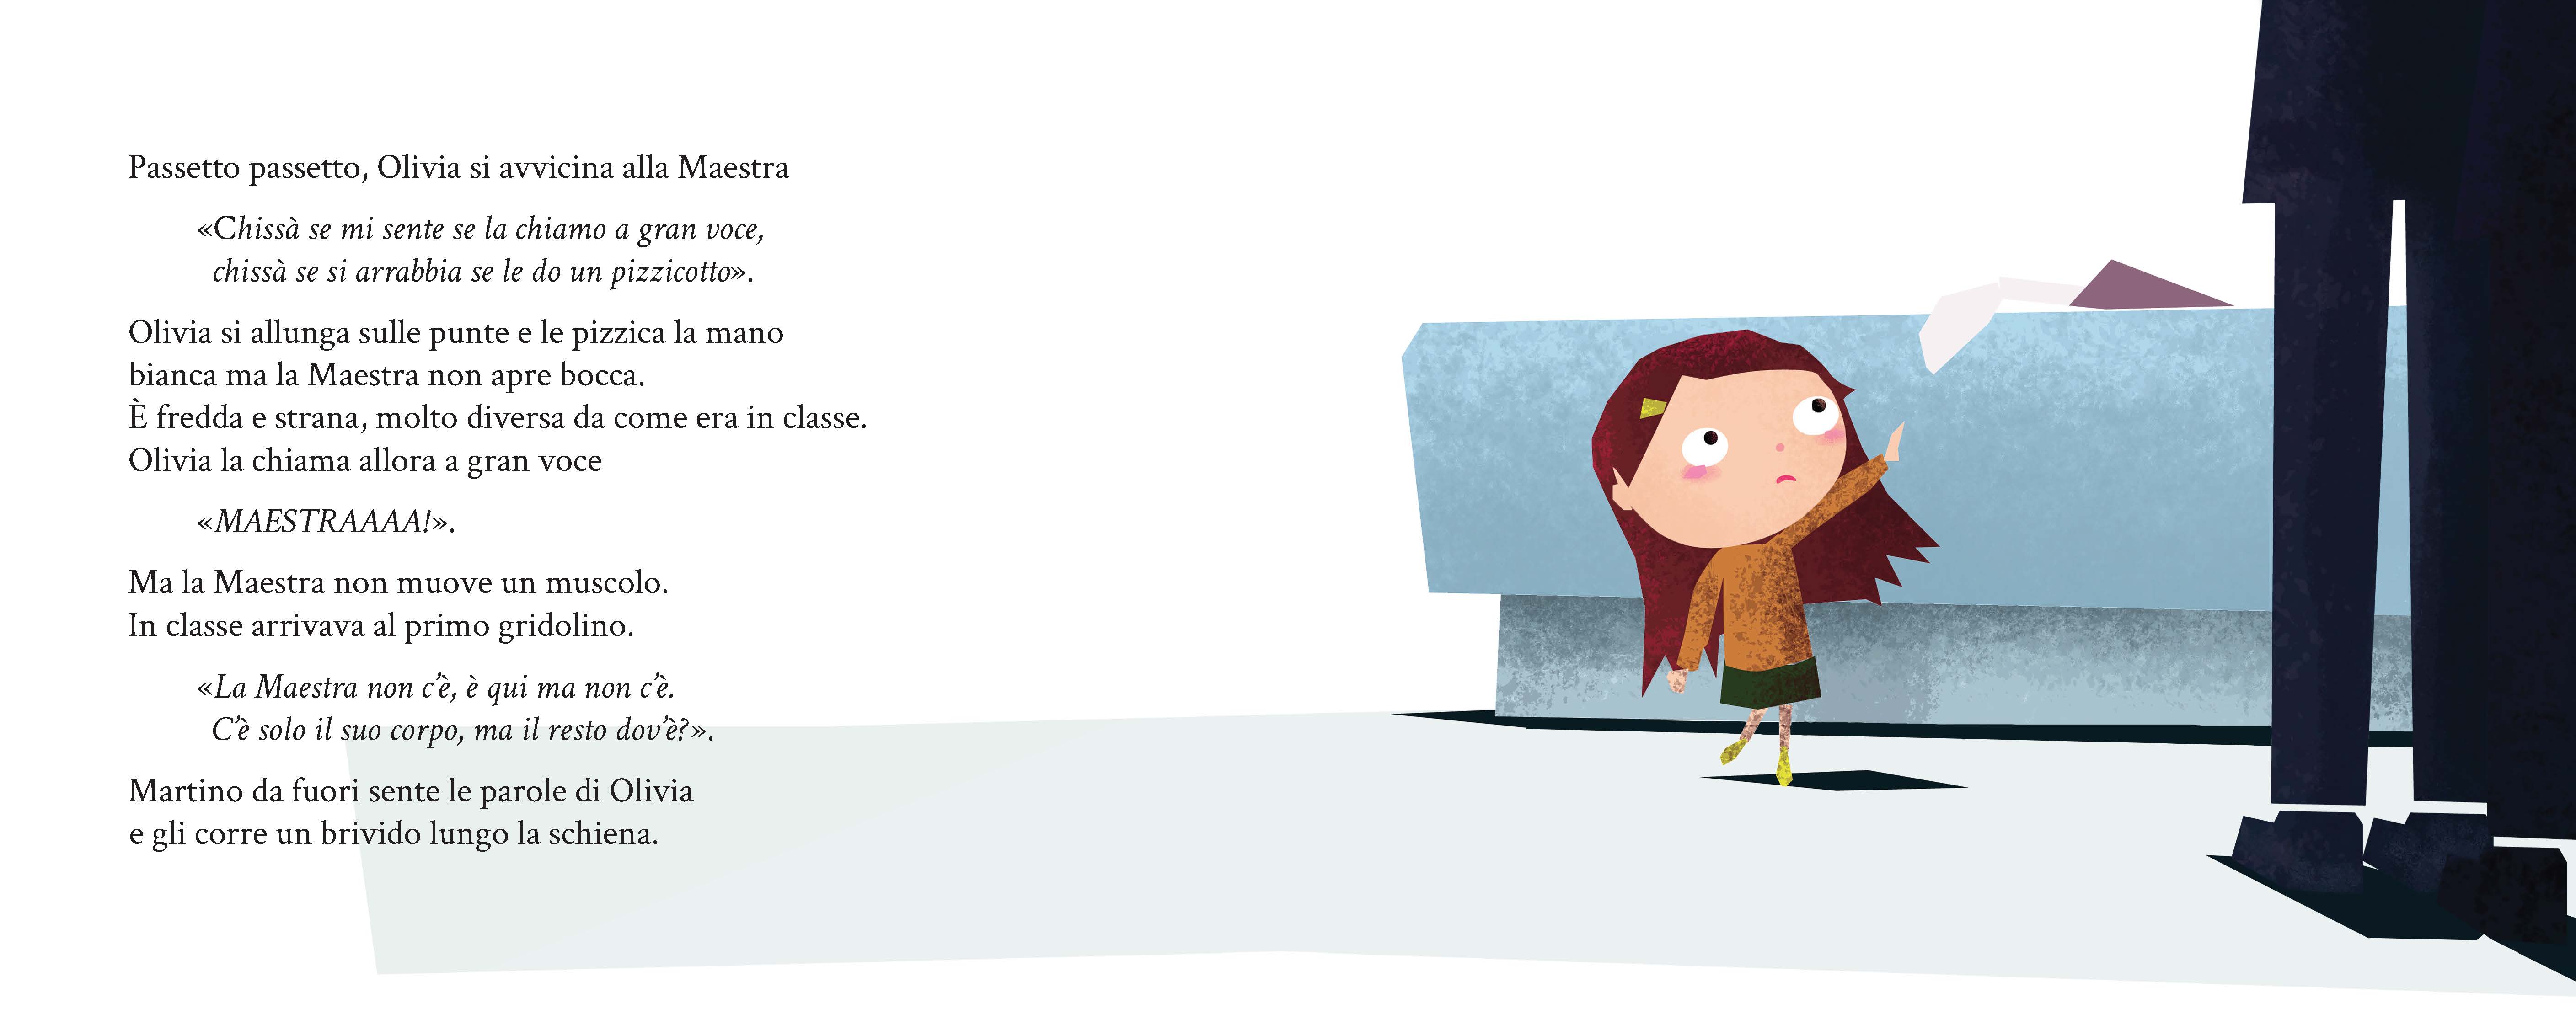 Passetto passetto, Olivia si avvicina alla Maestra
«Chissà se mi sente se la chiamo a gran voce,
chissà se si arrabbia se le do un pizzicotto».
Olivia si allunga sulle punte e le pizzica la mano
bianca ma la Maestra non apre bocca.
È fredda e strana, molto diversa da come era in classe.
Olivia la chiama allora a gran voce
«MAESTRAAAA!».
Ma la Maestra non muove un muscolo.
In classe arrivava al primo gridolino.
«La Maestra non c’è, è qui ma non c’è.
C’è solo il suo corpo, ma il resto dov’è?».
Martino da fuori sente le parole di Olivia
e gli corre un brivido lungo la schiena.